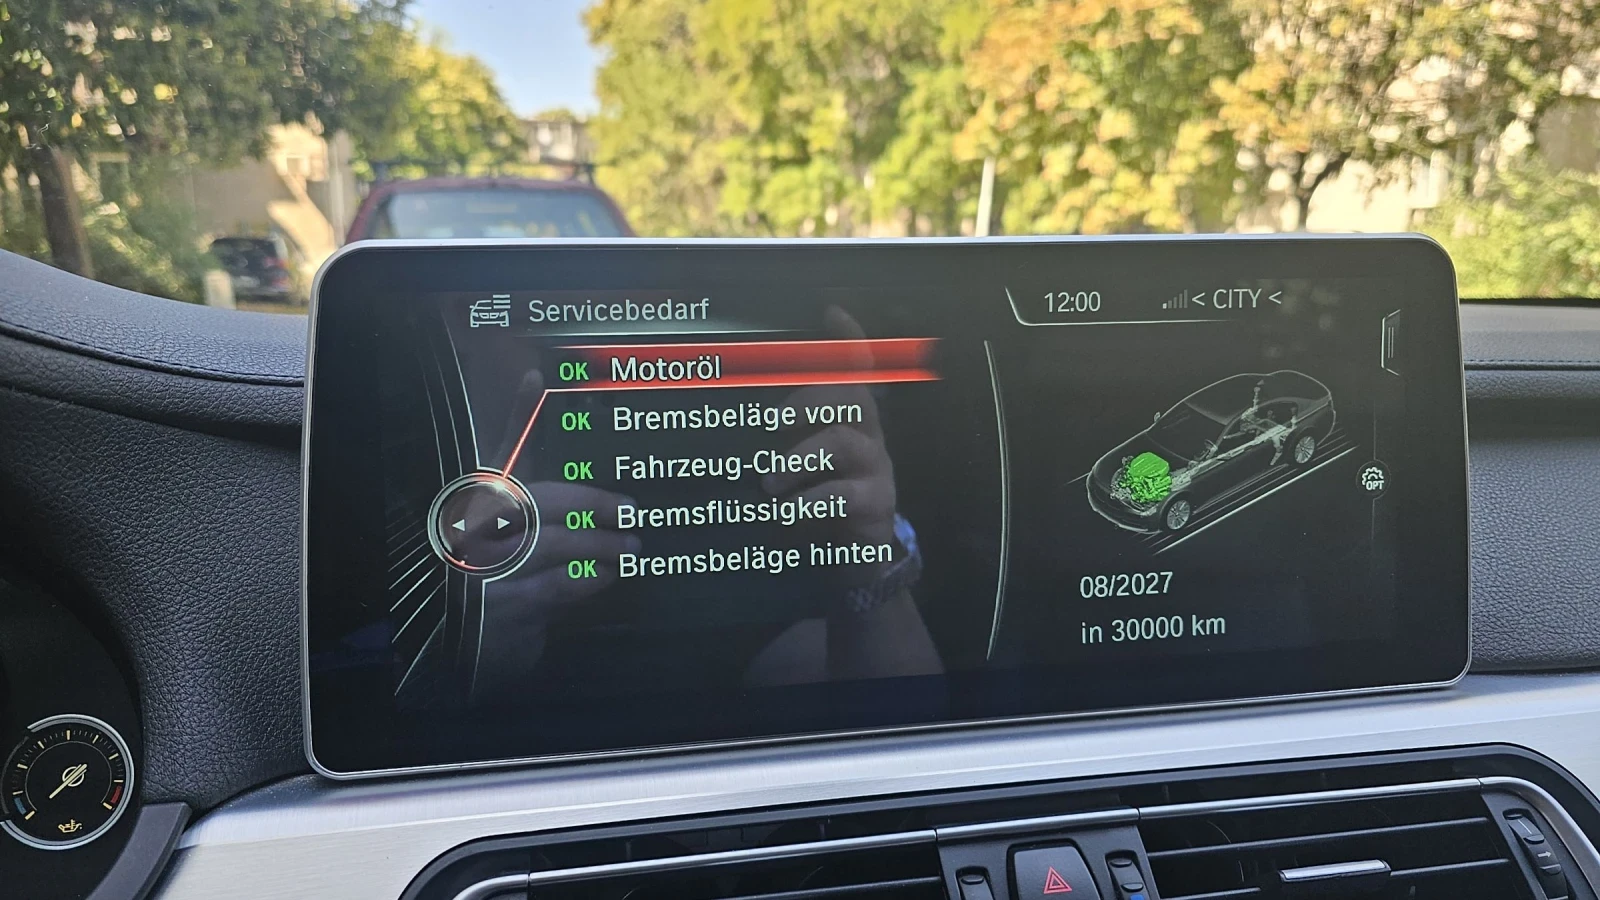 Servicebedarf
12:00
< CITY <
OK Motoröl
OK Bremsbeläge vorn
OK Fahrzeug-Check
OK Bremsflüssigkeit
OK Bremsbeläge hinten
OPT
08/2027
in 30000 km